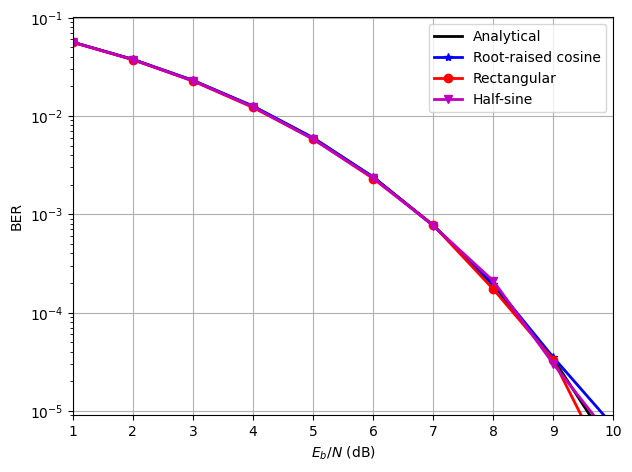 10⁻¹
10⁻²
10⁻³
10⁻⁴
10⁻⁵
BER
Analytical
Root-raised cosine
Rectangular
Half-sine
1 2 3 4 5 6 7 8 9 10
E_b/N (dB)